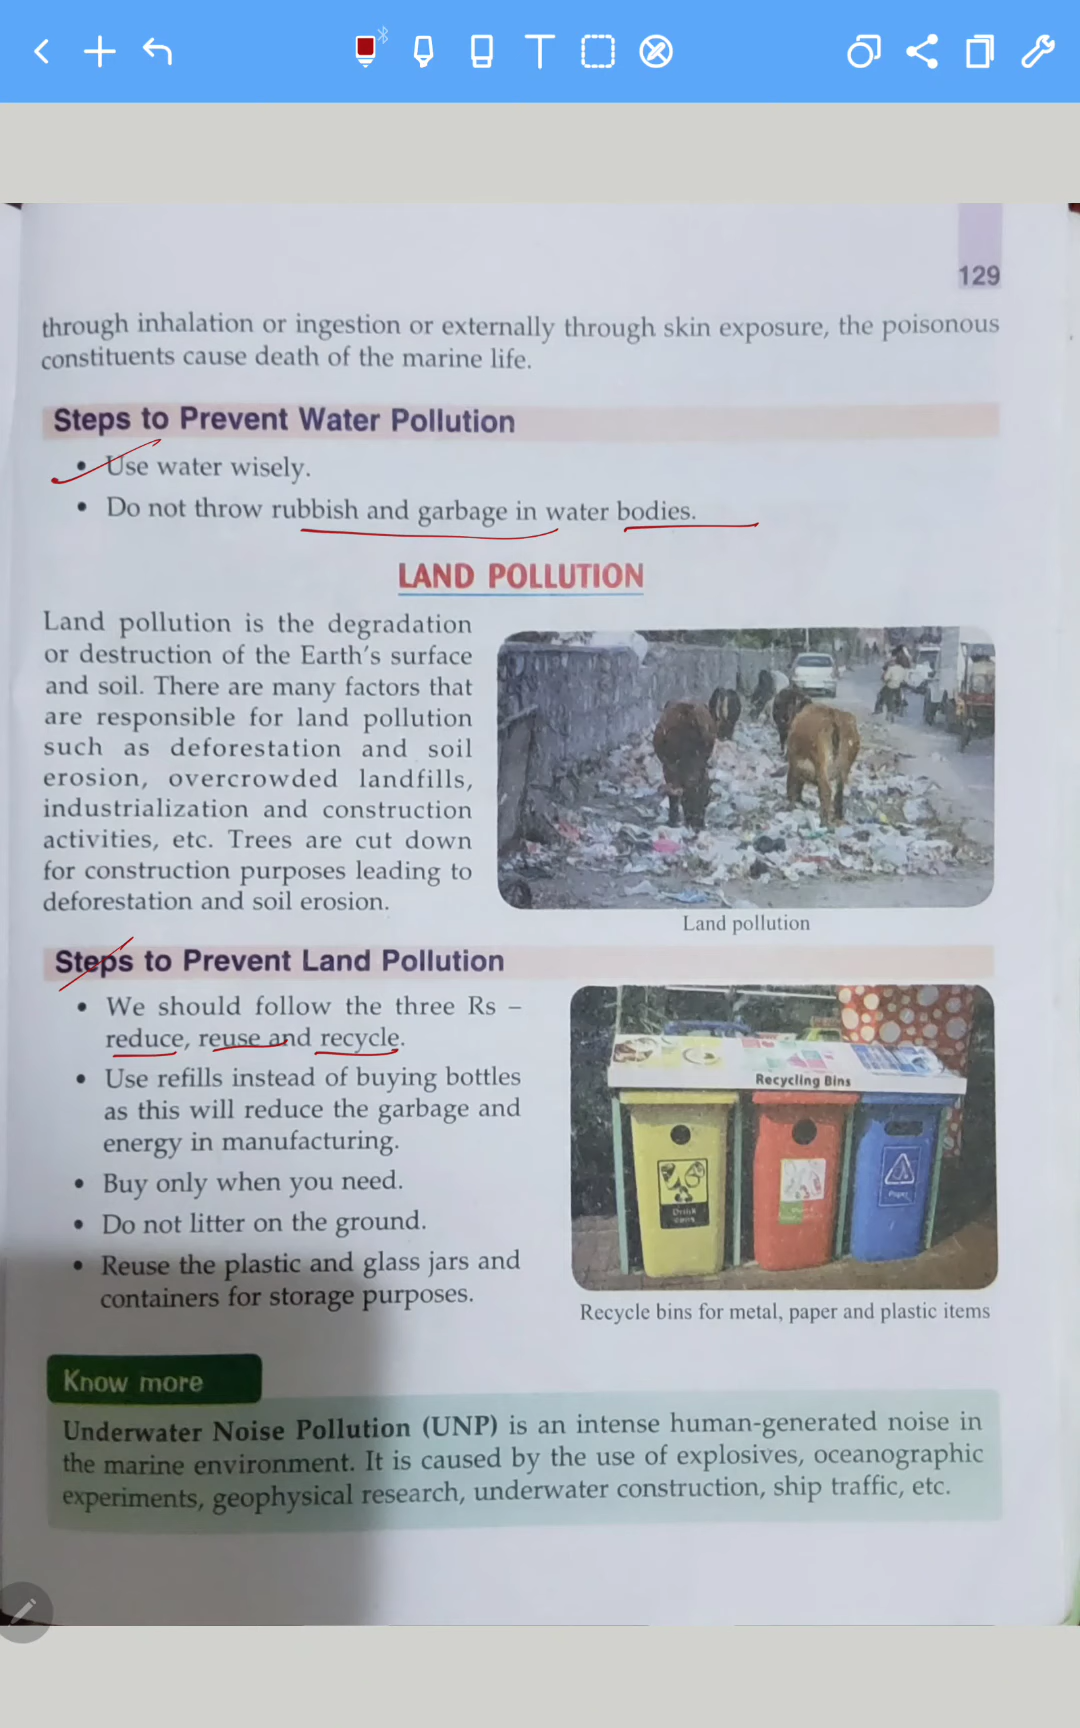 129
through inhalation or ingestion or externally through skin exposure, the poisonous
constituents cause death of the marine life.
Steps to Prevent Water Pollution
• Use water wisely.
• Do not throw rubbish and garbage in water bodies.
LAND POLLUTION
Land pollution is the degradation
or destruction of the Earth's surface
and soil. There are many factors that
are responsible for land pollution
such as deforestation and soil
erosion, overcrowded landfills,
industrialization and construction
activities, etc. Trees are cut down
for construction purposes leading to
deforestation and soil erosion.
Land pollution
Steps to Prevent Land Pollution
• We should follow the three Rs –
reduce, reuse and recycle.
• Use refills instead of buying bottles
as this will reduce the garbage and
energy in manufacturing.
• Buy only when you need.
• Do not litter on the ground.
• Reuse the plastic and glass jars and
containers for storage purposes.
Recycling Bins
Drink
cans
Paper
Recycle bins for metal, paper and plastic items
Know more
Underwater Noise Pollution (UNP) is an intense human-generated noise in
the marine environment. It is caused by the use of explosives, oceanographic
experiments, geophysical research, underwater construction, ship traffic, etc.